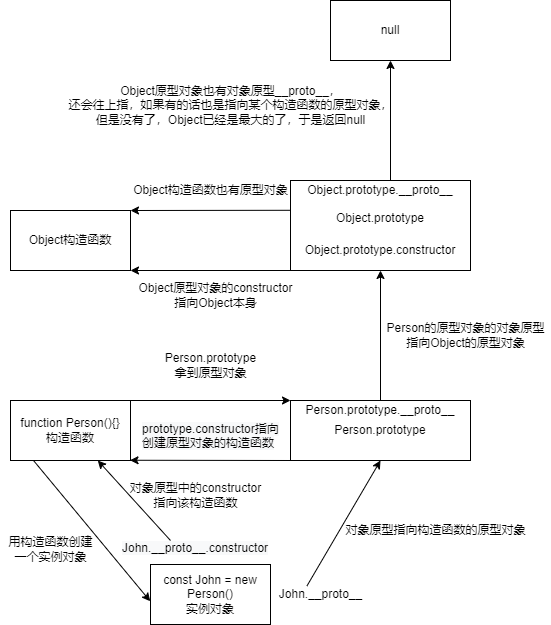 null
Object原型对象也有对象原型__proto__，
还会往上指，如果有的话也是指向某个构造函数的原型对象，
但是没有了，Object已经是最大的了，于是返回null
Object构造函数也有原型对象
Object.prototype.__proto__
Object.prototype
Object.prototype.constructor
Object构造函数
Object原型对象的constructor
指向Object本身
Person的原型对象的对象原型
指向Object的原型对象
Person.prototype
拿到原型对象
function Person(){}
构造函数
prototype.constructor指向
创建原型对象的构造函数
Person.prototype.__proto__
Person.prototype
对象原型中的constructor
指向该构造函数
对象原型指向构造函数的原型对象
用构造函数创建
一个实例对象
John.__proto__.constructor
const John = new
Person()
实例对象
John.__proto__